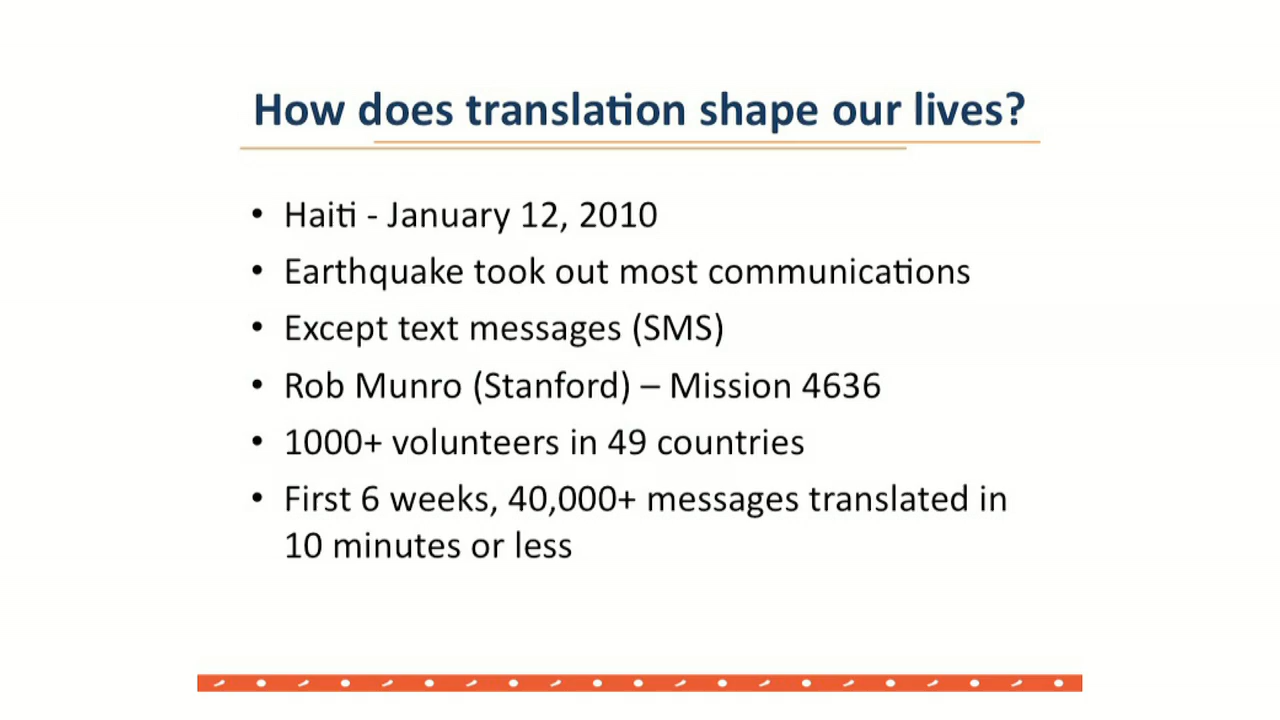 How does translation shape our lives?
• Haiti - January 12, 2010
• Earthquake took out most communications
• Except text messages (SMS)
• Rob Munro (Stanford) – Mission 4636
• 1000+ volunteers in 49 countries
• First 6 weeks, 40,000+ messages translated in
10 minutes or less